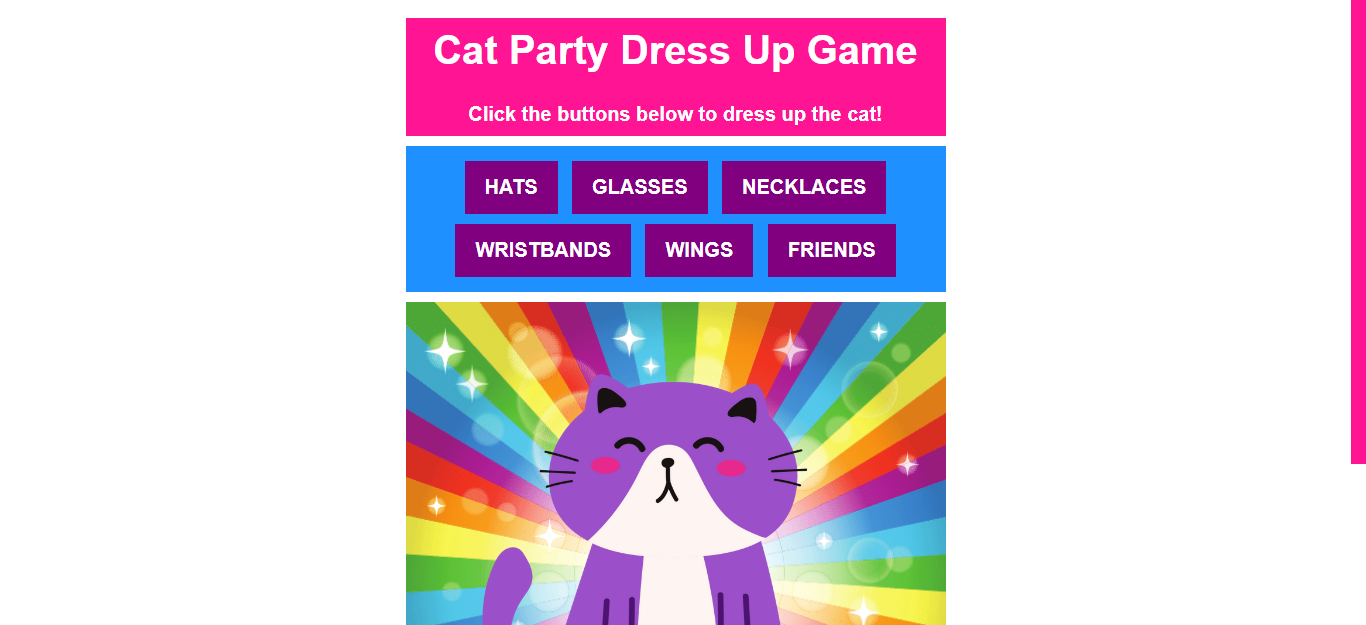 Cat Party Dress Up Game
Click the buttons below to dress up the cat!
HATS GLASSES NECKLACES
WRISTBANDS WINGS FRIENDS